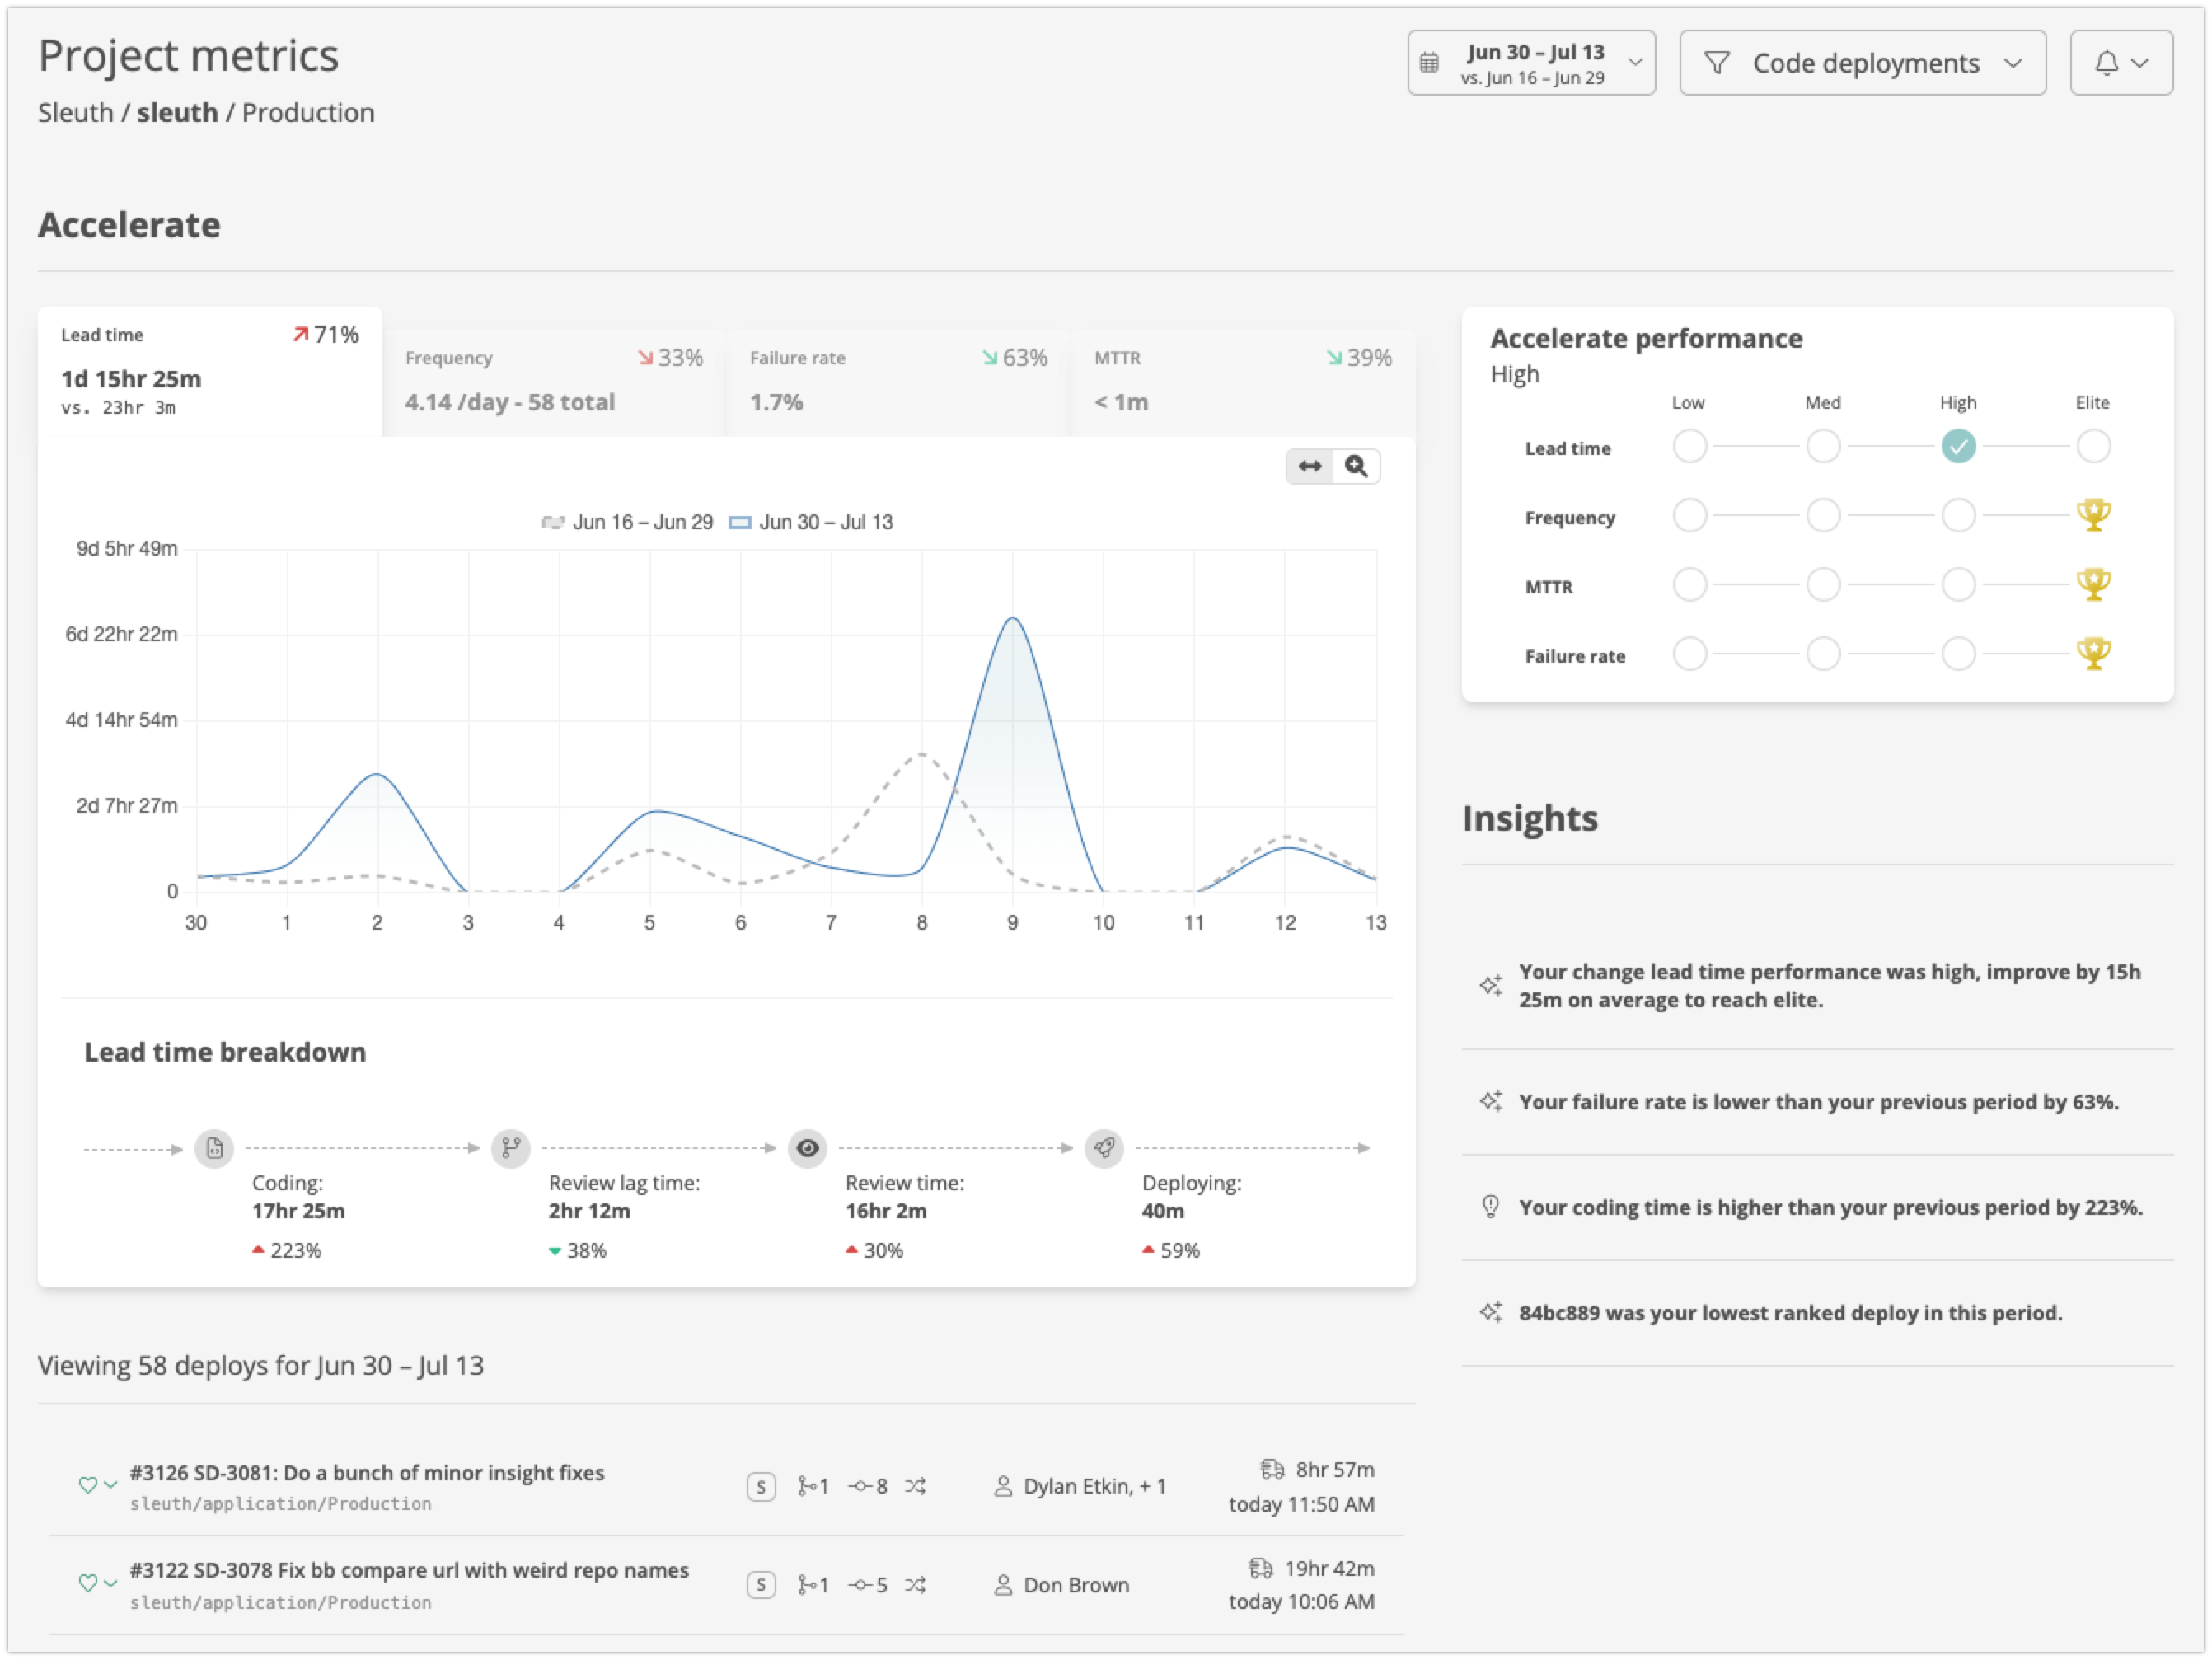 Project metrics
Sleuth / sleuth / Production
Jun 30 – Jul 13
vs. Jun 16 – Jun 29
Code deployments
Accelerate
Lead time
71%
1d 15hr 25m
vs. 23hr 3m
Frequency
33%
4.14 /day - 58 total
Failure rate
63%
1.7%
MTTR
39%
< 1m
Jun 16 – Jun 29
Jun 30 – Jul 13
9d 5hr 49m
6d 22hr 22m
4d 14hr 54m
2d 7hr 27m
0
30 1 2 3 4 5 6 7 8 9 10 11 12 13
Lead time breakdown
Coding:
17hr 25m
223%
Review lag time:
2hr 12m
38%
Review time:
16hr 2m
30%
Deploying:
40m
59%
Accelerate performance
High
Low Med High Elite
Lead time
Frequency
MTTR
Failure rate
Insights
Your change lead time performance was high, improve by 15h
25m on average to reach elite.
Your failure rate is lower than your previous period by 63%.
Your coding time is higher than your previous period by 223%.
84bc889 was your lowest ranked deploy in this period.
Viewing 58 deploys for Jun 30 – Jul 13
#3126 SD-3081: Do a bunch of minor insight fixes
sleuth/application/Production
S 1 8
Dylan Etkin, + 1
8hr 57m
today 11:50 AM
#3122 SD-3078 Fix bb compare url with weird repo names
sleuth/application/Production
S 1 5
Don Brown
19hr 42m
today 10:06 AM